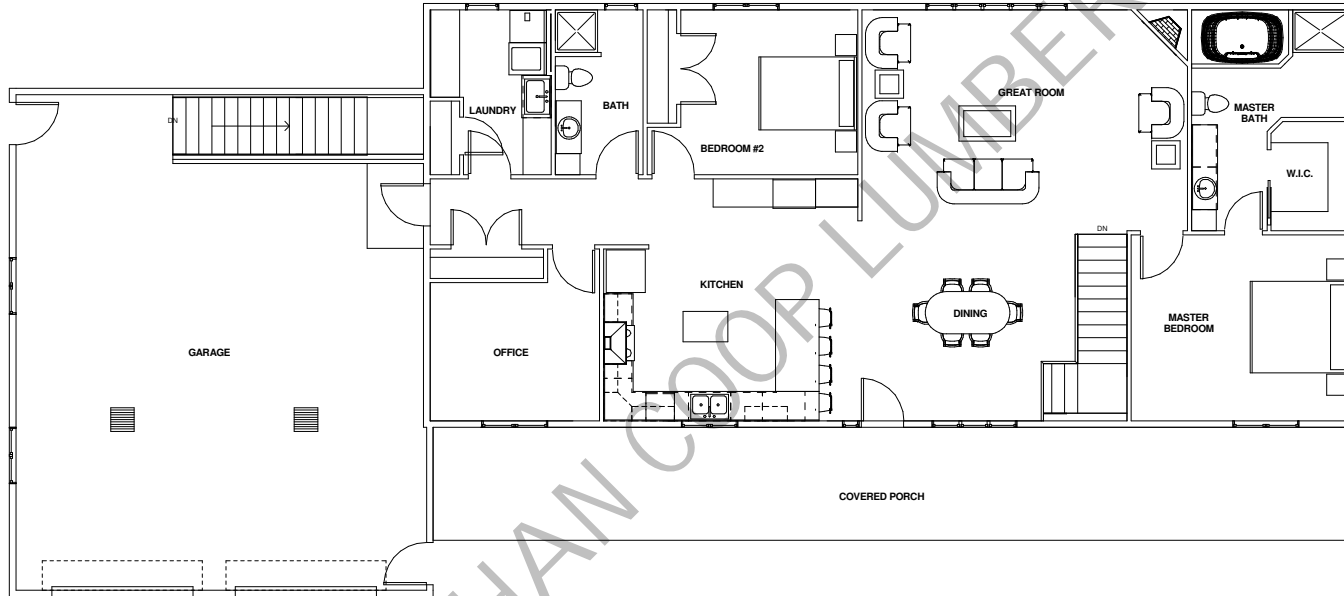 LAUNDRY
BATH
BEDROOM #2
GREAT ROOM
MASTER
BATH
W.I.C.
DN
DN
KITCHEN
DINING
MASTER
BEDROOM
GARAGE
OFFICE
COVERED PORCH
HAN COOP LUMBER